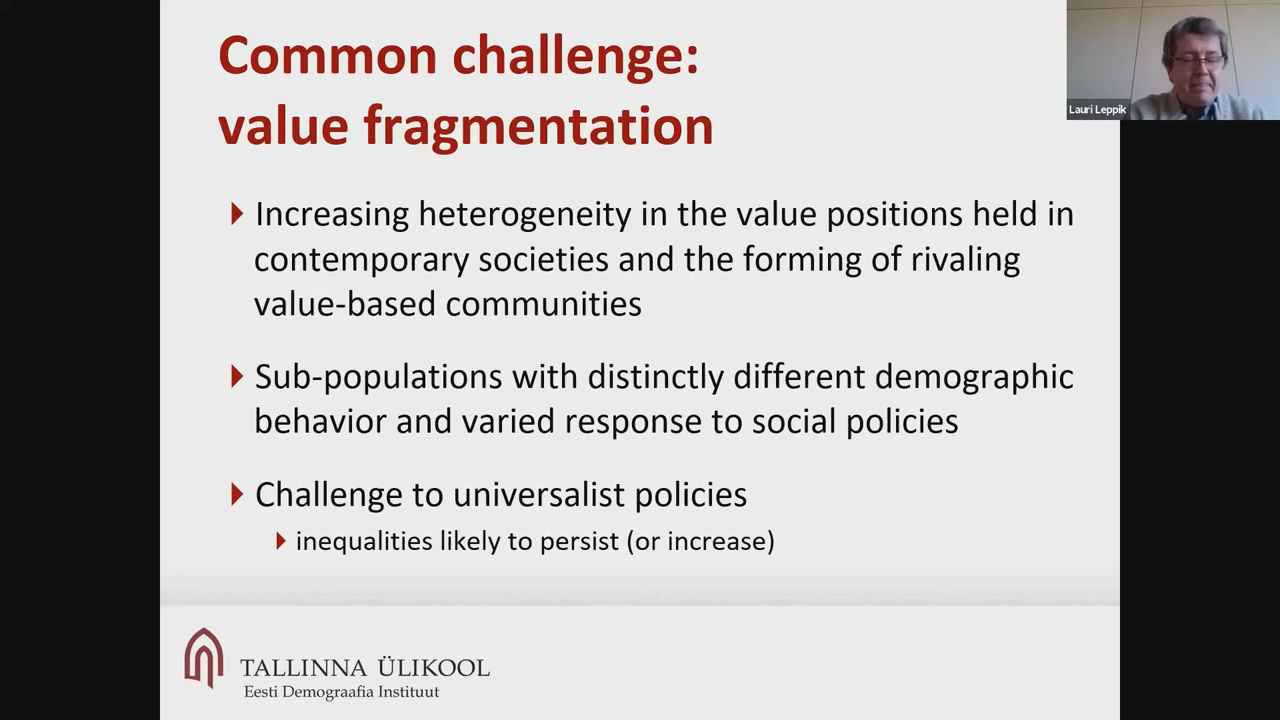 Common challenge:
value fragmentation
Increasing heterogeneity in the value positions held in
contemporary societies and the forming of rivaling
value-based communities
Sub-populations with distinctly different demographic
behavior and varied response to social policies
Challenge to universalist policies
inequalities likely to persist (or increase)
TALLINNA ÜLIKOOL
Eesti Demograafia Instituut
Lauri Leppik